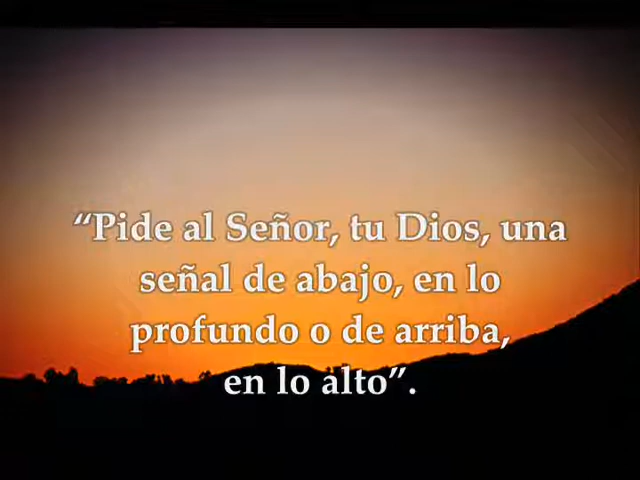 “Pide al Señor, tu Dios, una
señal de abajo, en lo
profundo o de arriba,
en lo alto”.